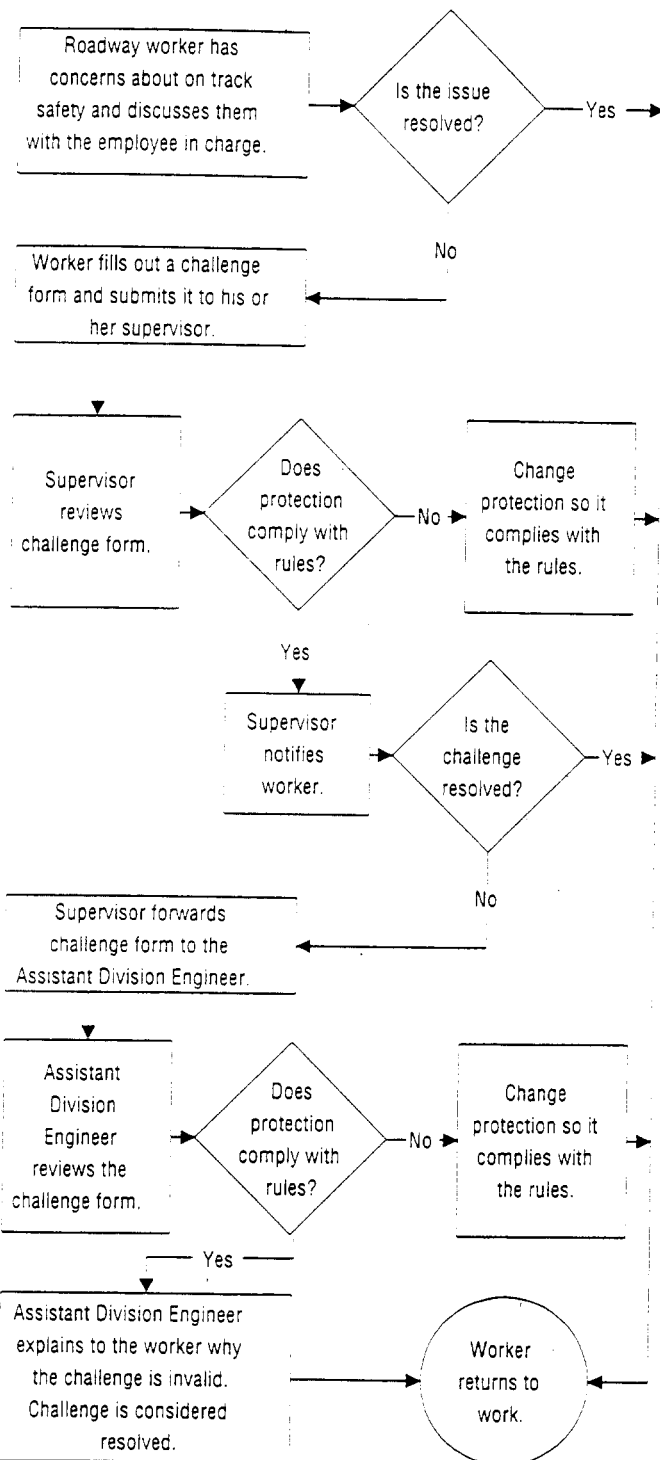 Roadway worker has
concerns about on track
safety and discusses them
with the employee in charge.
Is the issue
resolved?
Yes
No
Worker fills out a challenge
form and submits it to his or
her supervisor.
Supervisor
reviews
challenge form.
Does
protection
comply with
rules?
No
Change
protection so it
complies with
the rules.
Yes
Supervisor
notifies
worker.
Is the
challenge
resolved?
Yes
No
Supervisor forwards
challenge form to the
Assistant Division Engineer.
Assistant
Division
Engineer
reviews the
challenge form.
Does
protection
comply with
rules?
No
Change
protection so it
complies with
the rules.
Yes
Assistant Division Engineer
explains to the worker why
the challenge is invalid.
Challenge is considered
resolved.
Worker
returns to
work.